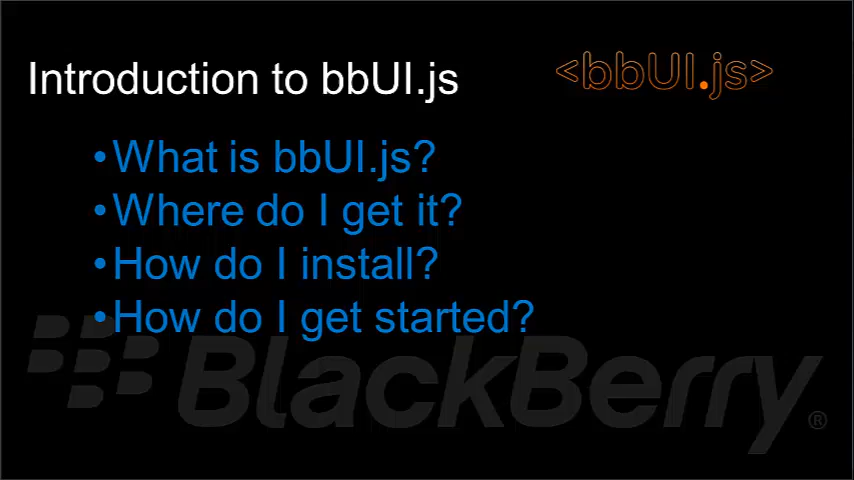 Introduction to bbUI.js
<bbUI.js>
•What is bbUI.js?
•Where do I get it?
•How do I install?
•How do I get started?
BlackBerry®